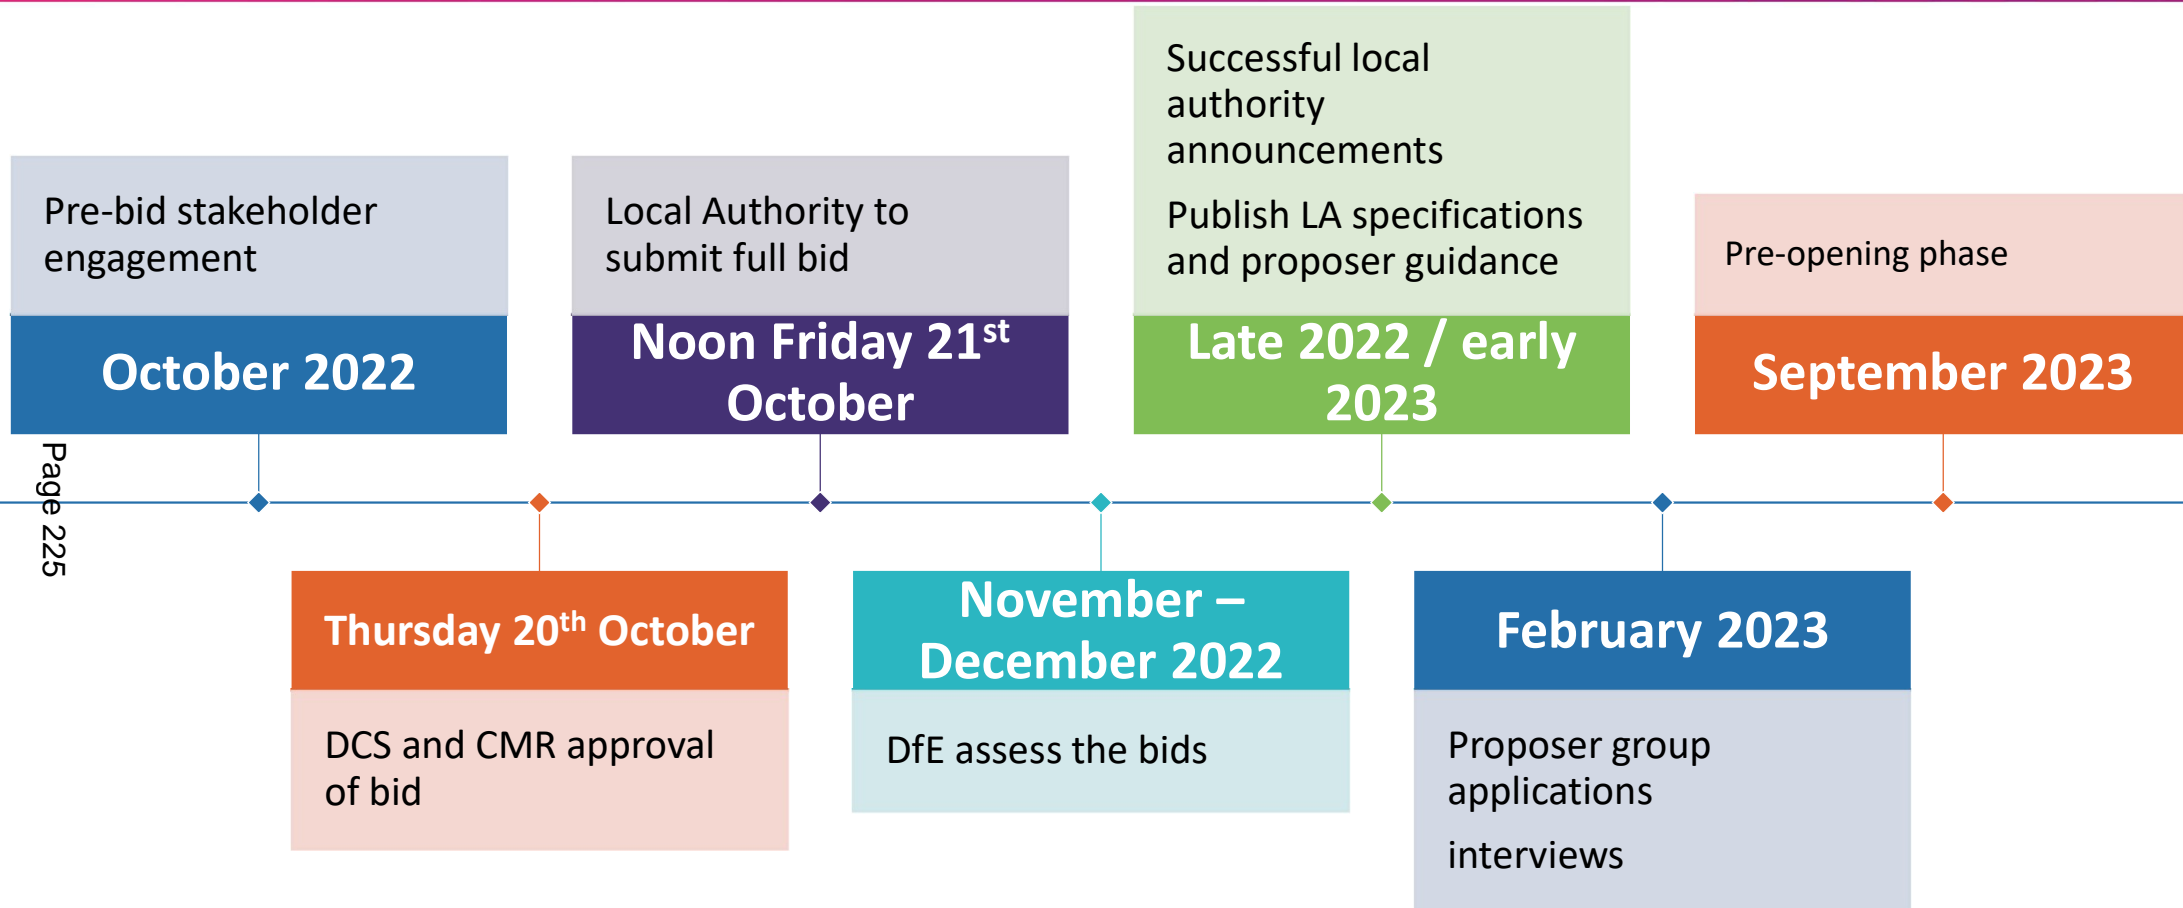 Pre-bid stakeholder
engagement
October 2022
Thursday 20th October
DCS and CMR approval
of bid
Local Authority to
submit full bid
Noon Friday 21st
October
November –
December 2022
DfE assess the bids
Successful local
authority
announcements
Publish LA specifications
and proposer guidance
Late 2022 / early
2023
February 2023
Proposer group
applications
interviews
Pre-opening phase
September 2023
Page 225